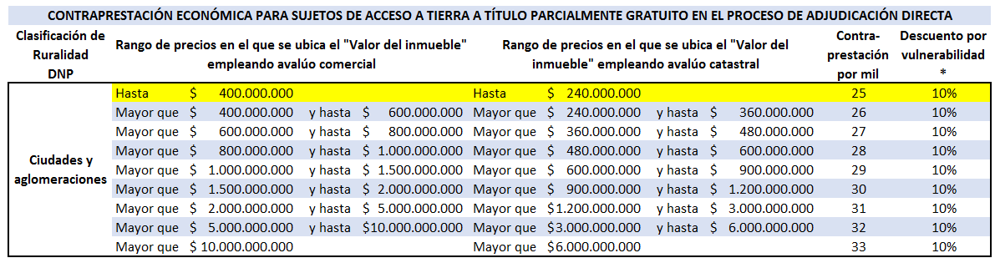 CONTRAPRESTACIÓN ECONÓMICA PARA SUJETOS DE ACCESO A TIERRA A TÍTULO PARCIALMENTE GRATUITO EN EL PROCESO DE ADJUDICACIÓN DIRECTA
Clasificación de Ruralidad DNP | Rango de precios en el que se ubica el "Valor del inmueble" empleando avalúo comercial | Rango de precios en el que se ubica el "Valor del inmueble" empleando avalúo catastral | Contra-prestación por mil | Descuento por vulnerabilidad *
Ciudades y aglomeraciones
Hasta $ 400.000.000 Hasta $ 240.000.000 25 10%
Mayor que $ 400.000.000 y hasta $ 600.000.000 Mayor que $ 240.000.000 y hasta $ 360.000.000 26 10%
Mayor que $ 600.000.000 y hasta $ 800.000.000 Mayor que $ 360.000.000 y hasta $ 480.000.000 27 10%
Mayor que $ 800.000.000 y hasta $ 1.000.000.000 Mayor que $ 480.000.000 y hasta $ 600.000.000 28 10%
Mayor que $ 1.000.000.000 y hasta $ 1.500.000.000 Mayor que $ 600.000.000 y hasta $ 900.000.000 29 10%
Mayor que $ 1.500.000.000 y hasta $ 2.000.000.000 Mayor que $ 900.000.000 y hasta $ 1.200.000.000 30 10%
Mayor que $ 2.000.000.000 y hasta $ 5.000.000.000 Mayor que $1.200.000.000 y hasta $ 3.000.000.000 31 10%
Mayor que $ 5.000.000.000 y hasta $10.000.000.000 Mayor que $3.000.000.000 y hasta $ 6.000.000.000 32 10%
Mayor que $ 10.000.000.000 Mayor que $6.000.000.000 33 10%